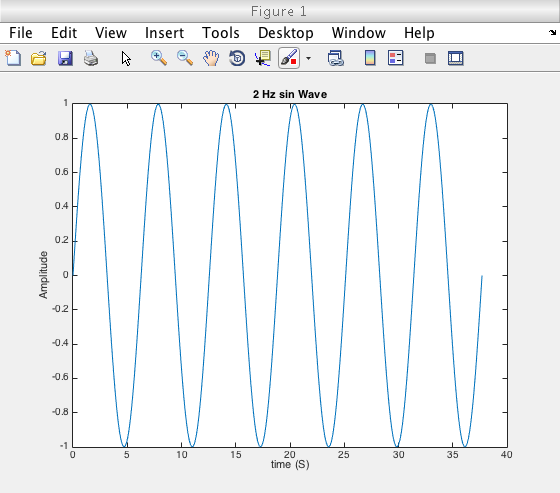 Figure 1
File Edit View Insert Tools Desktop Window Help
2 Hz sin Wave
1
0.8
0.6
0.4
0.2
0
-0.2
-0.4
-0.6
-0.8
-1
Amplitude
0 5 10 15 20 25 30 35 40
time (S)